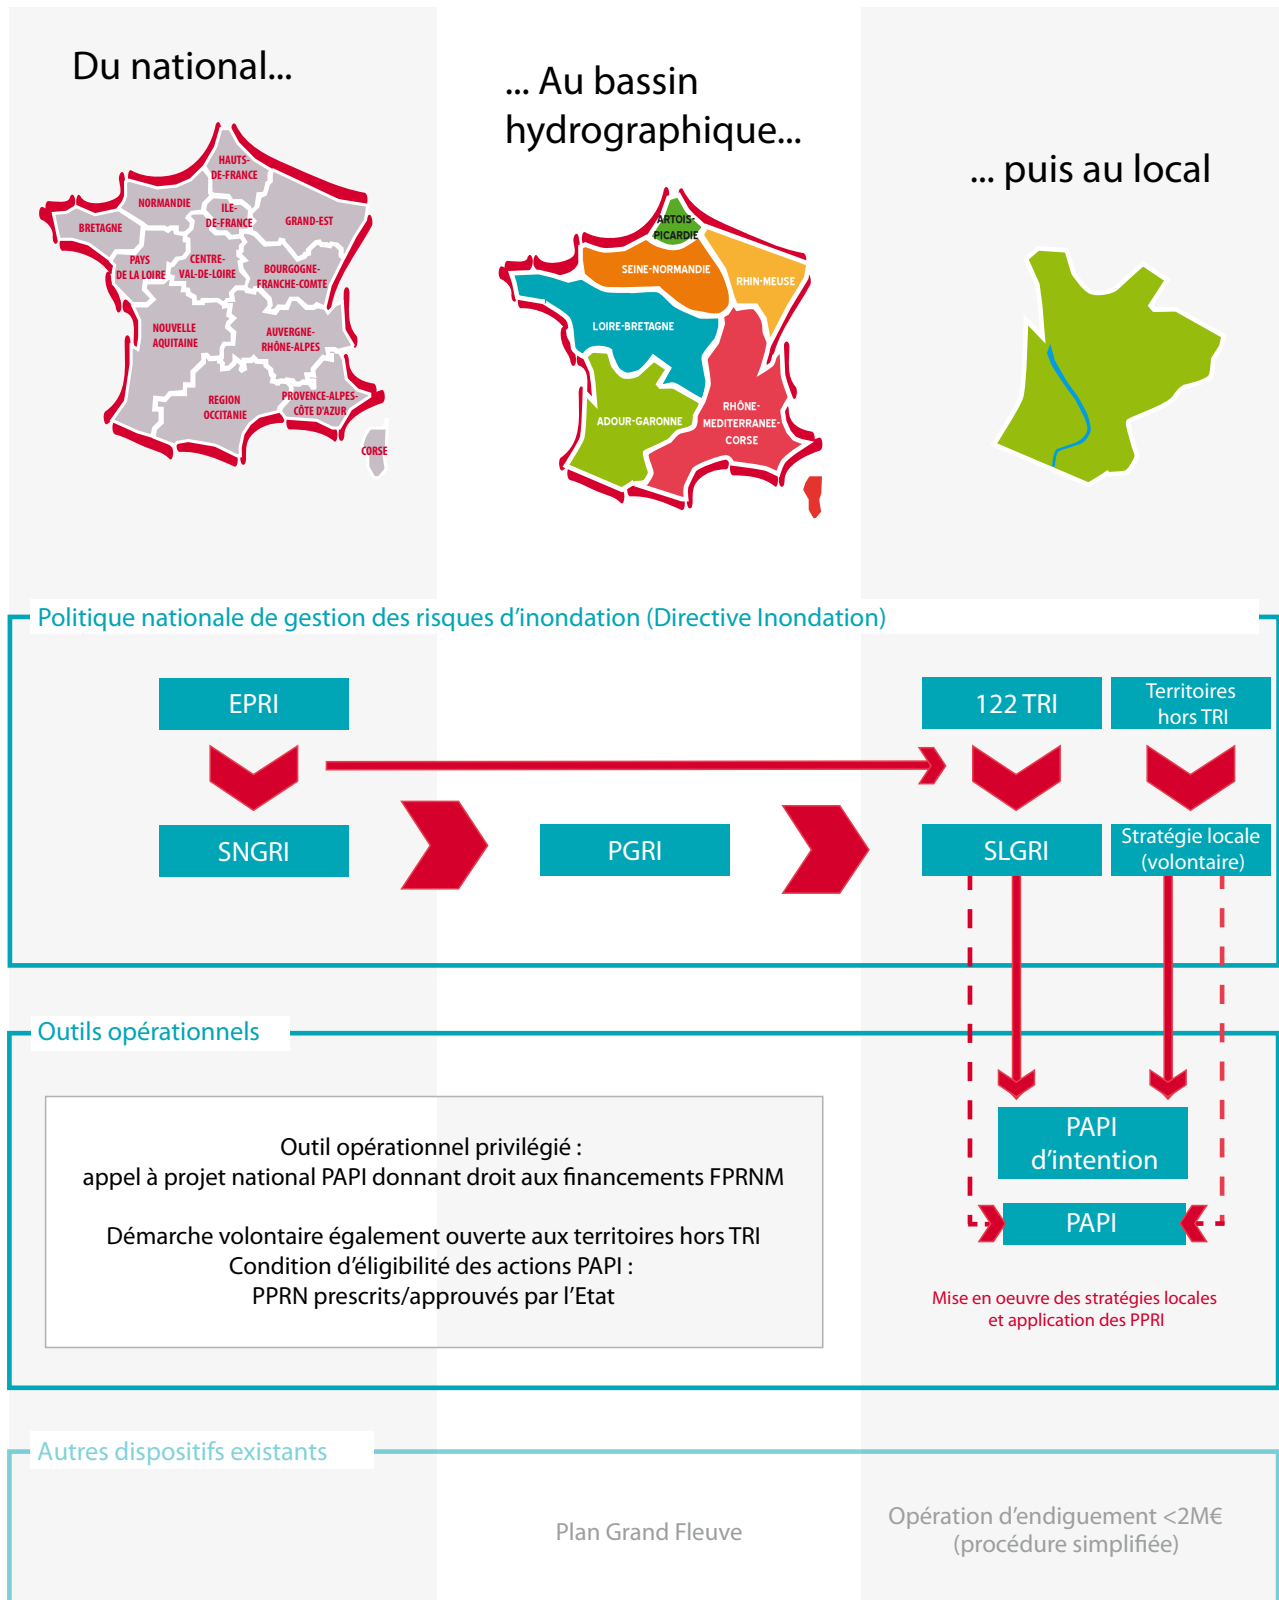 Du national...
... Au bassin
hydrographique...
... puis au local
HAUTS-
DE-FRANCE
NORMANDIE
ILE-
DE-FRANCE
GRAND-EST
BRETAGNE
PAYS
DE LA LOIRE
CENTRE-
VAL-DE-LOIRE
BOURGOGNE-
FRANCHE-COMTE
NOUVELLE
AQUITAINE
AUVERGNE-
RHÔNE-ALPES
REGION
OCCITANIE
PROVENCE-ALPES-
CÔTE D'AZUR
CORSE
ARTOIS-
PICARDIE
SEINE-NORMANDIE
RHIN-MEUSE
LOIRE-BRETAGNE
ADOUR-GARONNE
RHÔNE-
MEDITERRANEE-
CORSE
Politique nationale de gestion des risques d'inondation (Directive Inondation)
EPRI
122 TRI
Territoires
hors TRI
SNGRI
PGRI
SLGRI
Stratégie locale
(volontaire)
Outils opérationnels
Outil opérationnel privilégié :
appel à projet national PAPI donnant droit aux financements FPRNM
Démarche volontaire également ouverte aux territoires hors TRI
Condition d'éligibilité des actions PAPI :
PPRN prescrits/approuvés par l'Etat
PAPI
d'intention
PAPI
Mise en oeuvre des stratégies locales
et application des PPRI
Autres dispositifs existants
Plan Grand Fleuve
Opération d'endiguement <2M€
(procédure simplifiée)